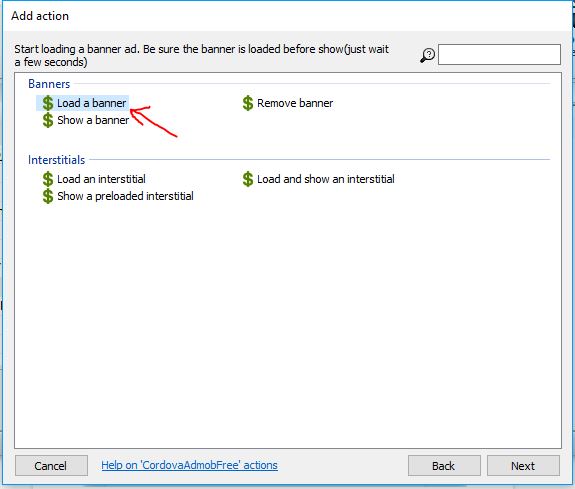 Add action
Start loading a banner ad. Be sure the banner is loaded before show(just wait
a few seconds)
Banners
$ Load a banner
$ Remove banner
$ Show a banner
Interstitials
$ Load an interstitial
$ Load and show an interstitial
$ Show a preloaded interstitial
Cancel
Help on 'CordovaAdmobFree' actions
Back
Next